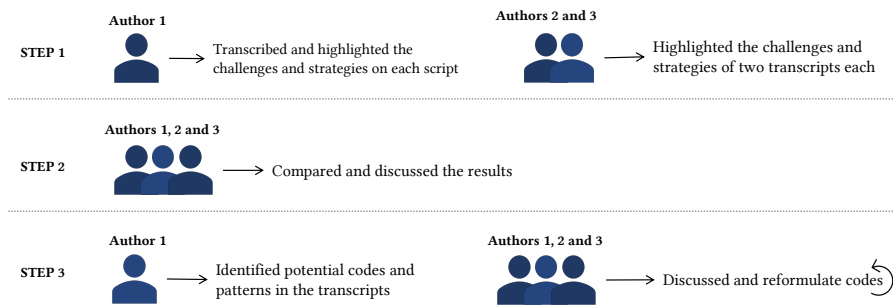 Author 1
Authors 2 and 3
STEP 1
Transcribed and highlighted the
challenges and strategies on each script
Highlighted the challenges and
strategies of two transcripts each
Authors 1, 2 and 3
STEP 2
Compared and discussed the results
Author 1
Authors 1, 2 and 3
STEP 3
Identified potential codes and
patterns in the transcripts
Discussed and reformulate codes